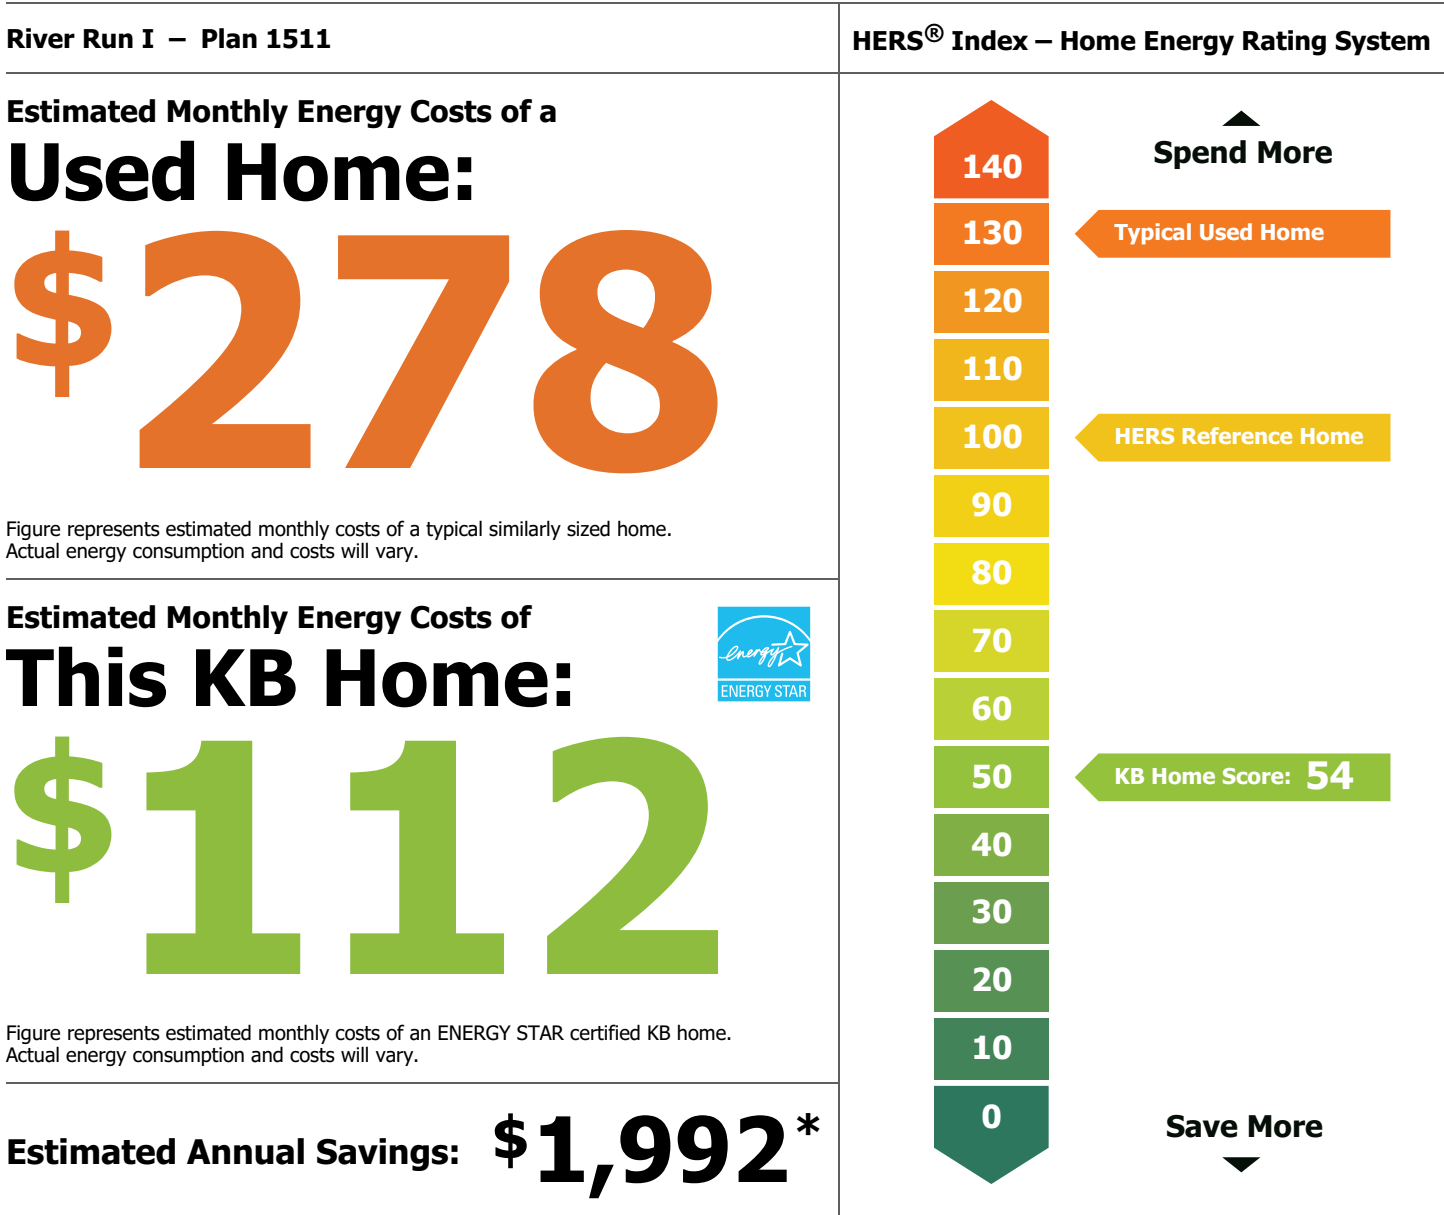 River Run I – Plan 1511
Estimated Monthly Energy Costs of a
Used Home:
$278
Figure represents estimated monthly costs of a typical similarly sized home.
Actual energy consumption and costs will vary.
Estimated Monthly Energy Costs of
This KB Home:
energy
ENERGY STAR
$112
Figure represents estimated monthly costs of an ENERGY STAR certified KB home.
Actual energy consumption and costs will vary.
Estimated Annual Savings: $1,992*
HERS® Index – Home Energy Rating System
Spend More
140
130 Typical Used Home
120
110
100 HERS Reference Home
90
80
70
60
50 KB Home Score: 54
40
30
20
10
0
Save More